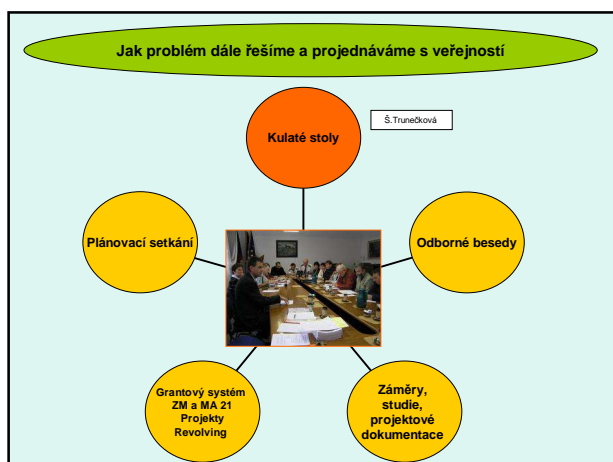 Jak problém dále řešíme a projednáváme s veřejností
Kulaté stoly
Š.Trunečková
Plánovací setkání
Odborné besedy
Grantový systém
ZM a MA 21
Projekty
Revolving
Záměry,
studie,
projektové
dokumentace